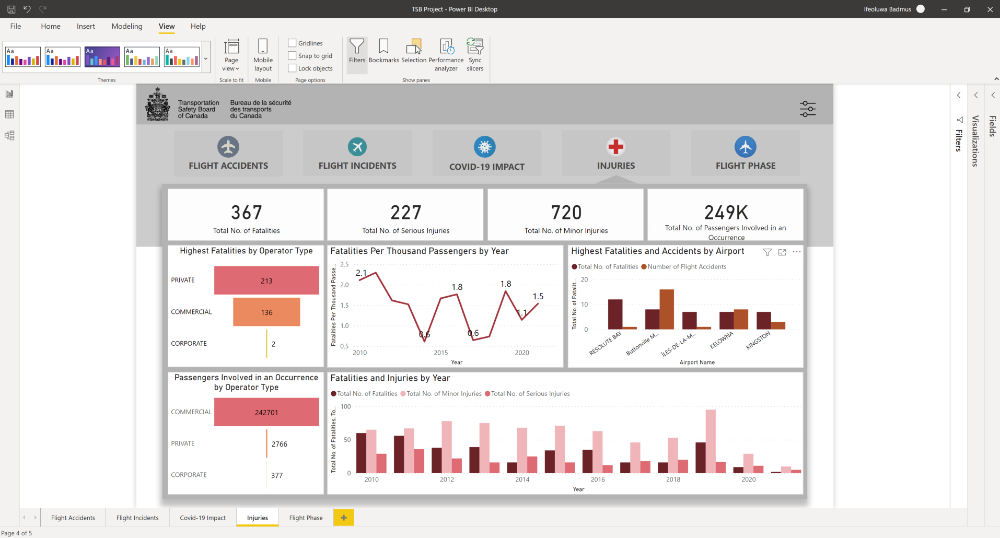 TSB Project - Power BI Desktop
Ifeoluwa Badmus
File
Home
Insert
Modeling
View
Help
Aa
Aa
Aa
Aa
Aa
Page view
Mobile layout
Gridlines
Snap to grid
Lock objects
Filters
Bookmarks
Selection
Performance analyzer
Sync slicers
Themes
Scale to fit
Mobile
Page options
Show panes
Transportation
Safety Board
of Canada
Bureau de la sécurité
des transports
du Canada
FLIGHT ACCIDENTS
FLIGHT INCIDENTS
COVID-19 IMPACT
INJURIES
FLIGHT PHASE
367
Total No. of Fatalities
227
Total No. of Serious Injuries
720
Total No. of Minor Injuries
249K
Total No. of Passengers Involved in an
Occurrence
Highest Fatalities by Operator Type
PRIVATE
213
COMMERCIAL
136
CORPORATE
2
Fatalities Per Thousand Passengers by Year
Fatalities Per Thousand Passe...
2.5
2.0
1.5
1.0
0.5
2.1
0.6
1.8
0.6
1.8
1.1
1.5
2010
2015
2020
Year
Highest Fatalities and Accidents by Airport
Total No. of Fatalities
Number of Flight Accidents
Total No. of Fatalit...
20
10
0
RESOLUTE BAY
Buttonville M...
ÎLES-DE-LA-M...
KELOWNA
KINGSTON
Airport Name
Passengers Involved in an Occurrence
by Operator Type
COMMERCIAL
242701
PRIVATE
2766
CORPORATE
377
Fatalities and Injuries by Year
Total No. of Fatalities
Total No. of Minor Injuries
Total No. of Serious Injuries
Total No. of Fatalities, To...
100
50
0
2010
2012
2014
2016
2018
2020
Year
Filters
Visualizations
Fields
Flight Accidents
Flight Incidents
Covid-19 Impact
Injuries
Flight Phase
Page 4 of 5